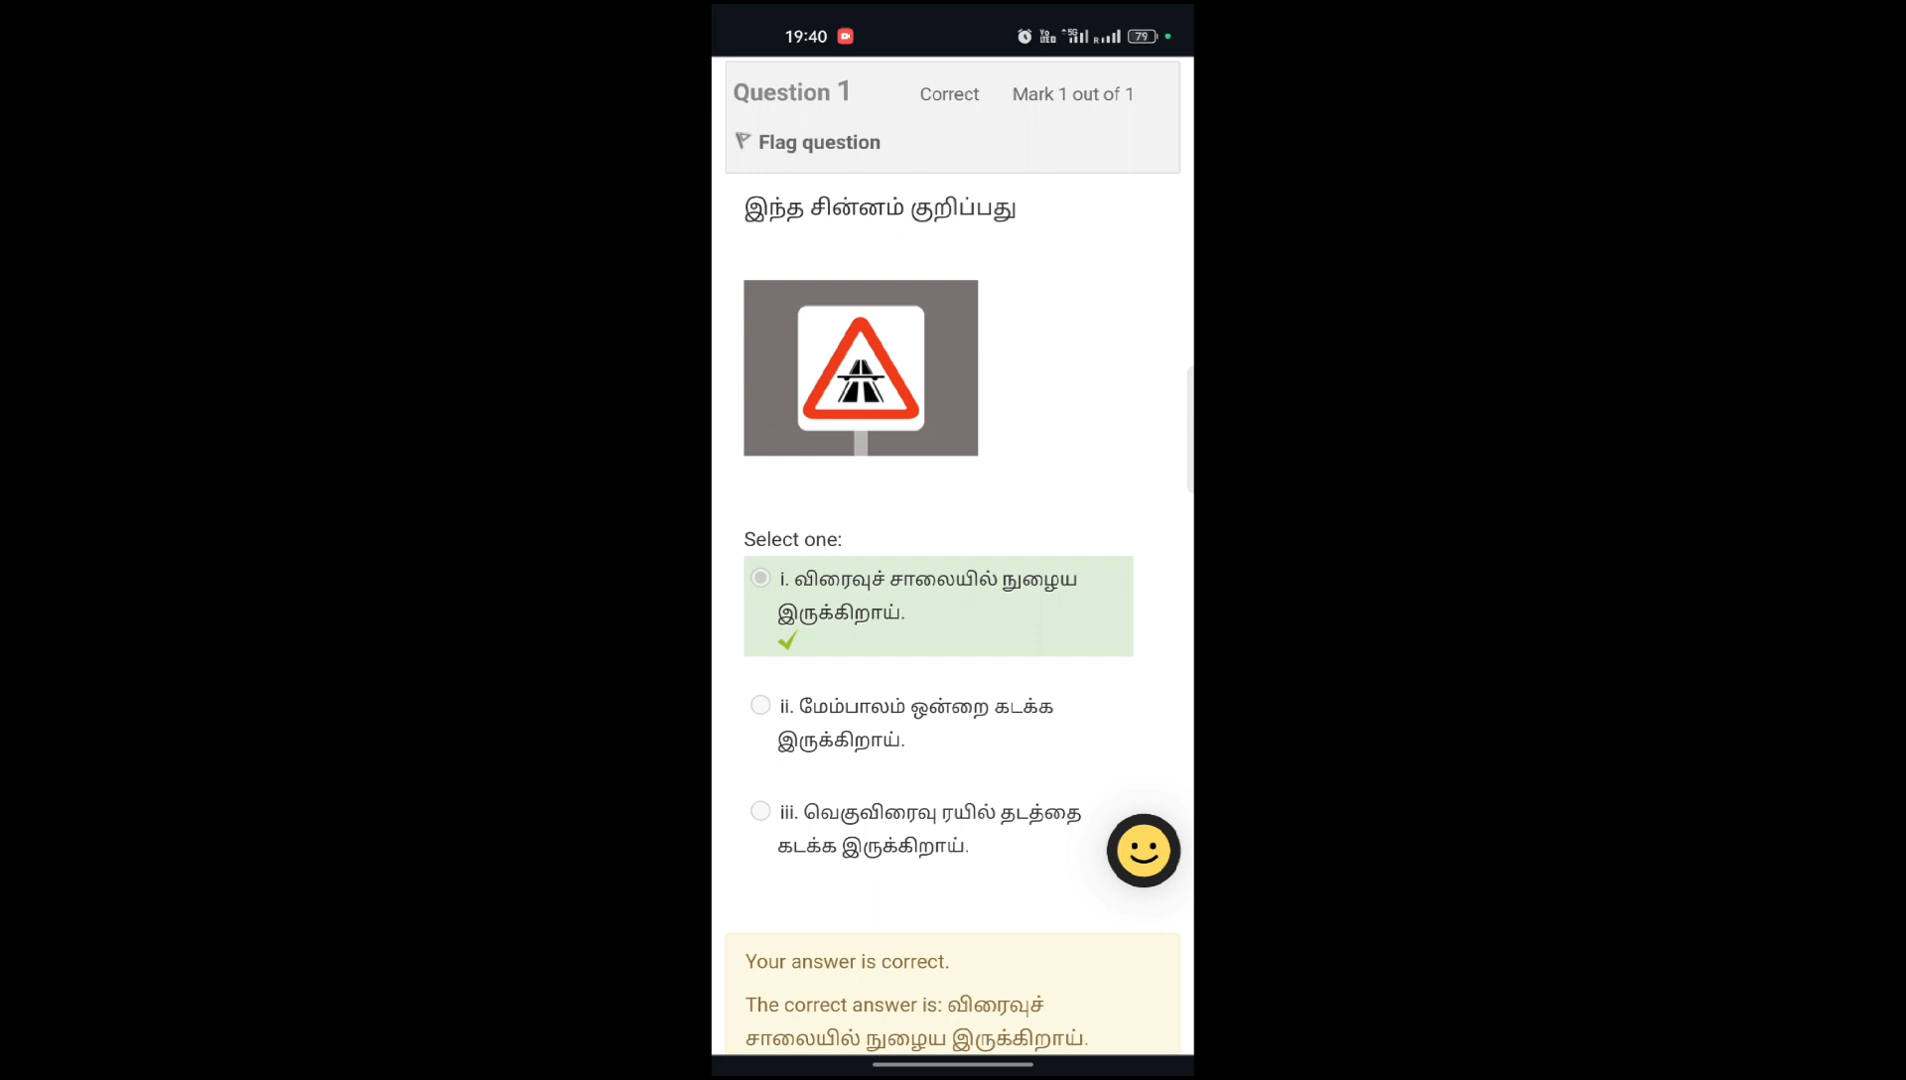 19:40
79
Question 1 Correct Mark 1 out of 1
Flag question
இந்த சின்னம் குறிப்பது
Select one:
i. விரைவுச் சாலையில் நுழைய
இருக்கிறாய்.
ii. மேம்பாலம் ஒன்றை கடக்க
இருக்கிறாய்.
iii. வெகுவிரைவு ரயில் தடத்தை
கடக்க இருக்கிறாய்.
Your answer is correct.
The correct answer is: விரைவுச்
சாலையில் நுழைய இருக்கிறாய்.